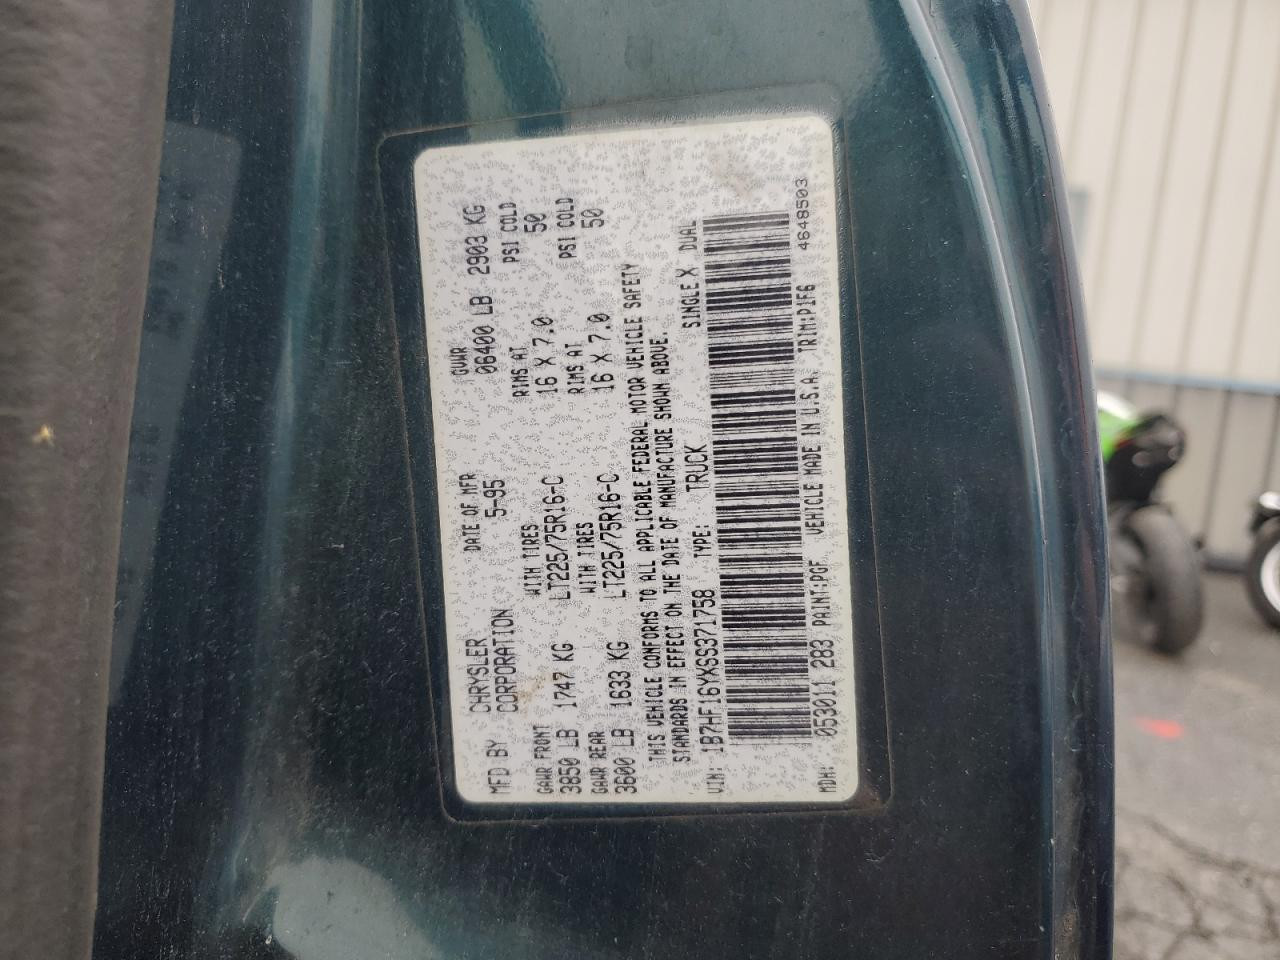 MFD BY CHRYSLER CORPORATION DATE OF MFR 5-95 GVWR 06400 LB 2903 KG
GAWR FRONT WITH TIRES RIMS AT PSI COLD
3850 LB 1747 KG LT225/75R16-C 16 X 7.0 50
GAWR REAR WITH TIRES RIMS AT PSI COLD
3600 LB 1633 KG LT225/75R16-C 16 X 7.0 50
THIS VEHICLE CONFORMS TO ALL APPLICABLE FEDERAL MOTOR VEHICLE SAFETY
STANDARDS IN EFFECT ON THE DATE OF MANUFACTURE SHOWN ABOVE.
VIN: 1B7HF16YXSS371758 TYPE: TRUCK SINGLE X DUAL
MDH: 053011 283 PAINT:PGF VEHICLE MADE IN U.S.A. TRIM:P1F6 4648503